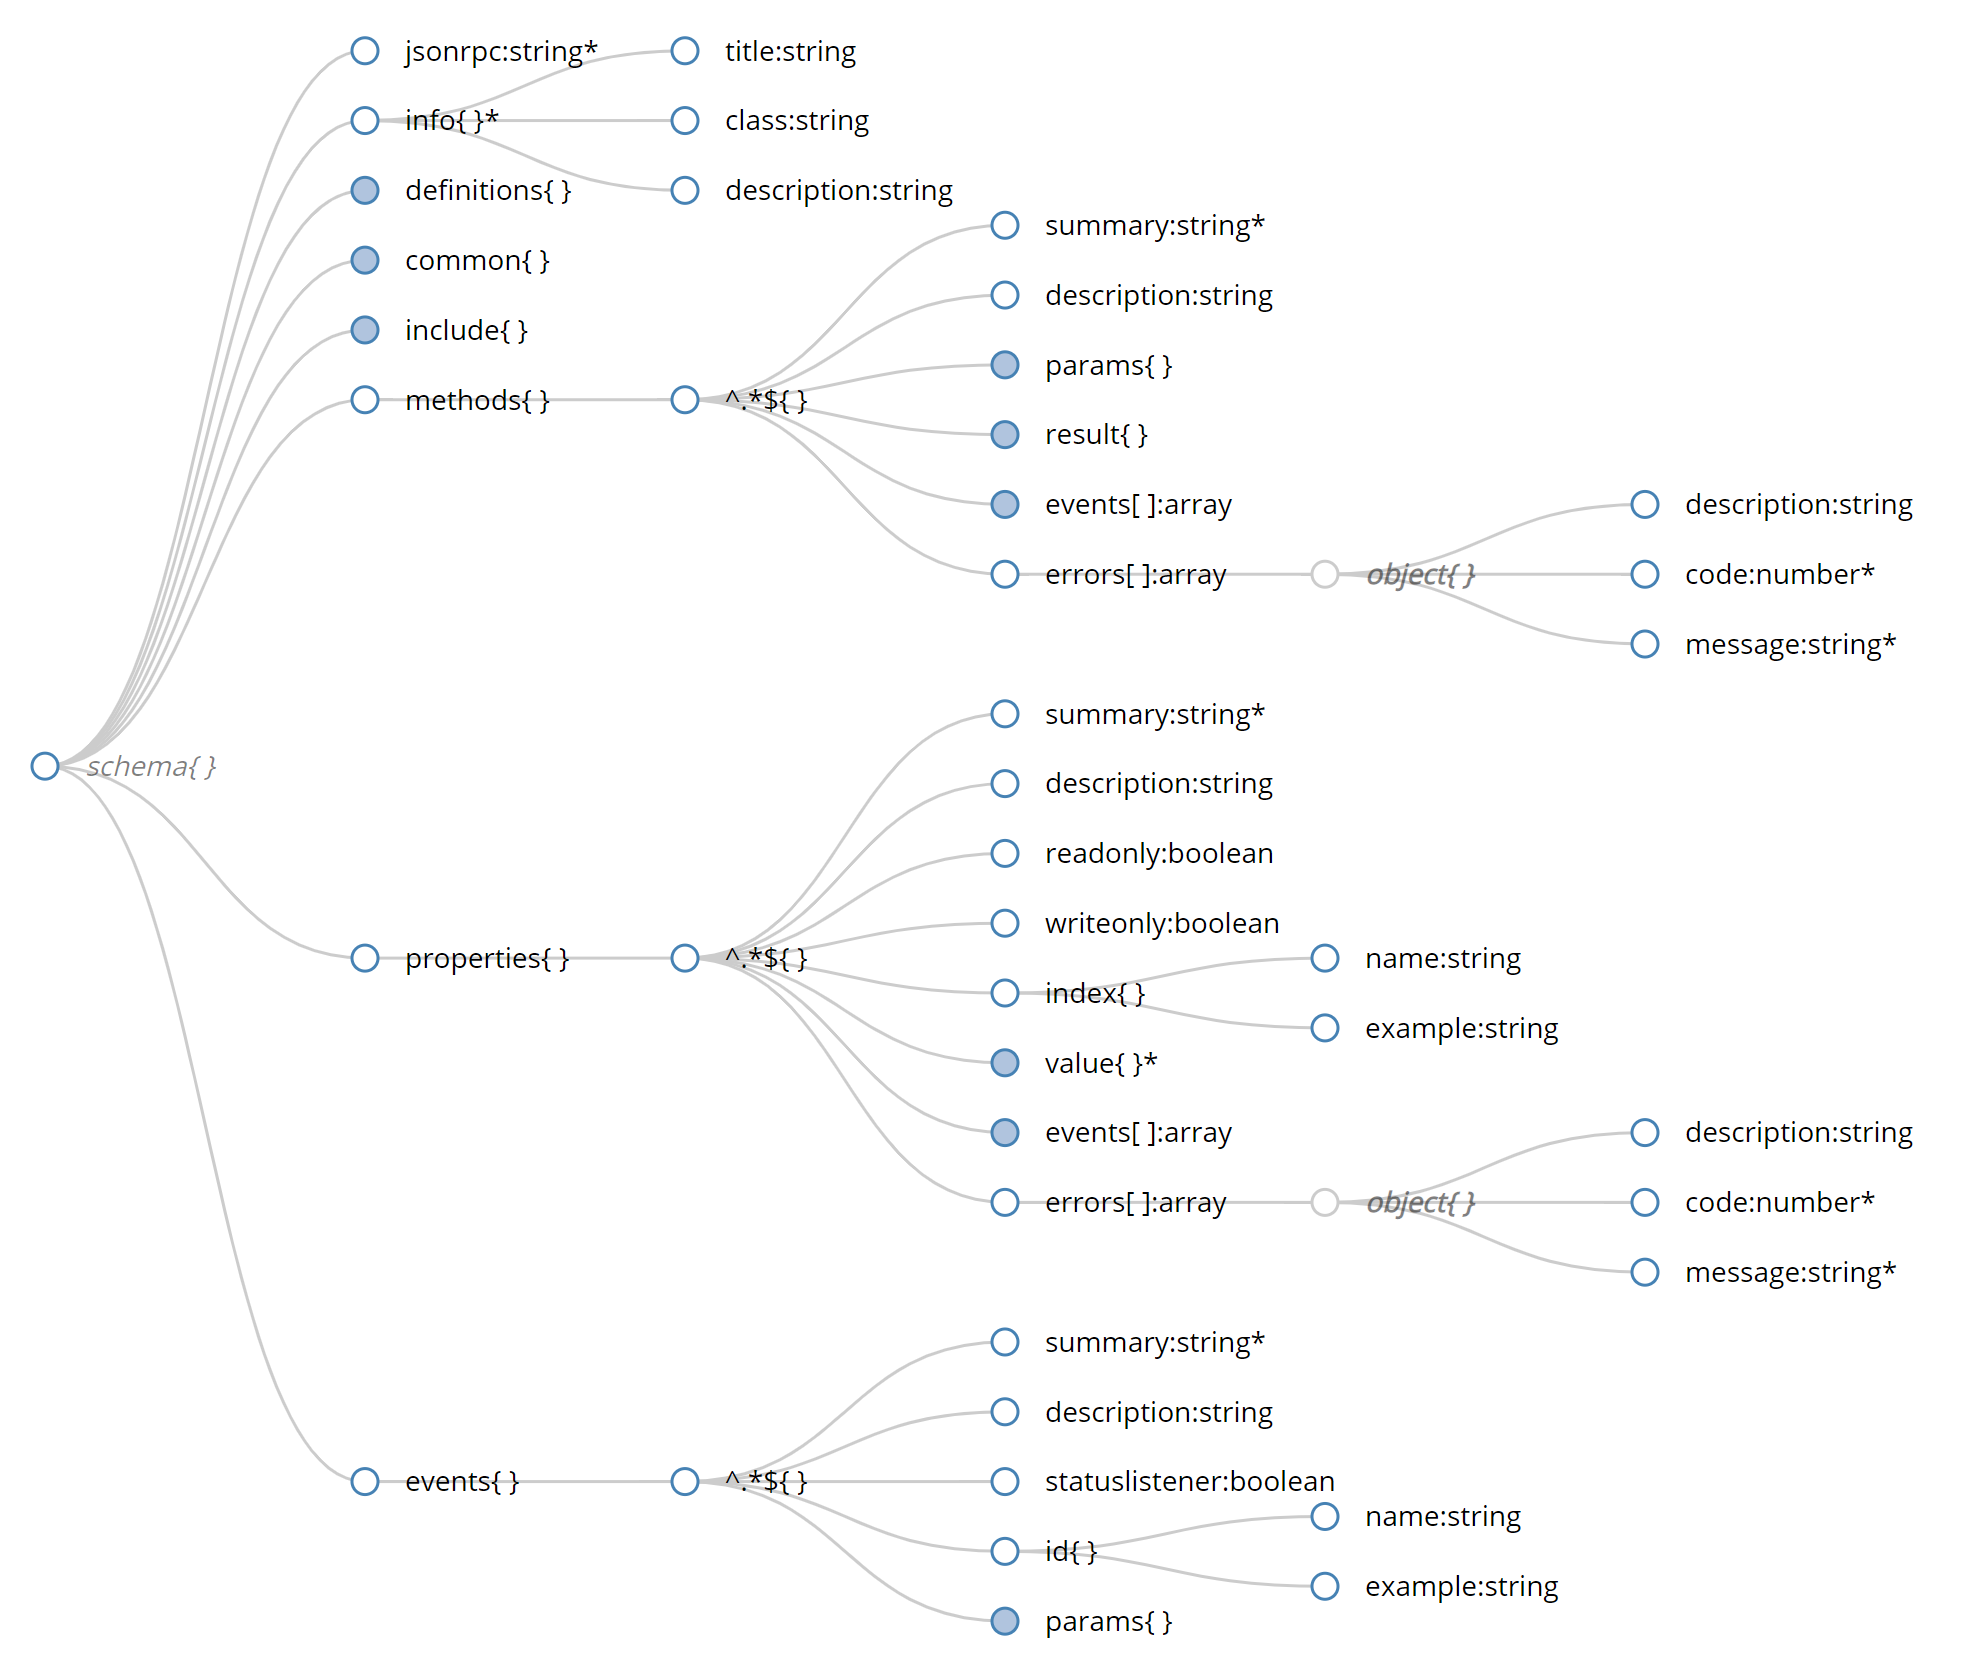 jsonrpc:string*
title:string
info{ }*
class:string
definitions{ }
description:string
summary:string*
common{ }
description:string
include{ }
params{ }
methods{ }
^.*${ }
result{ }
events[ ]:array
description:string
errors[ ]:array
object{ }
code:number*
message:string*
summary:string*
schema{ }
description:string
readonly:boolean
writeonly:boolean
properties{ }
^.*${ }
name:string
index{ }
example:string
value{ }*
events[ ]:array
description:string
errors[ ]:array
object{ }
code:number*
message:string*
summary:string*
description:string
events{ }
^.*${ }
statuslistener:boolean
name:string
id{ }
example:string
params{ }